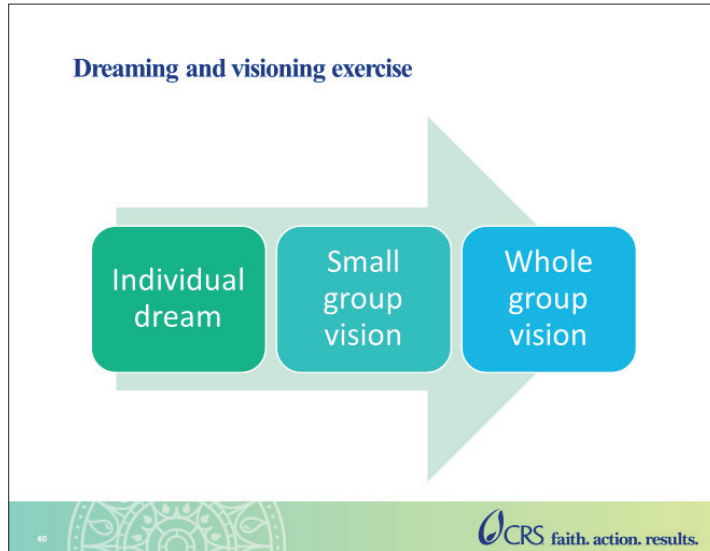 Dreaming and visioning exercise
Individual
dream
Small
group
vision
Whole
group
vision
40
CRS faith. action. results.